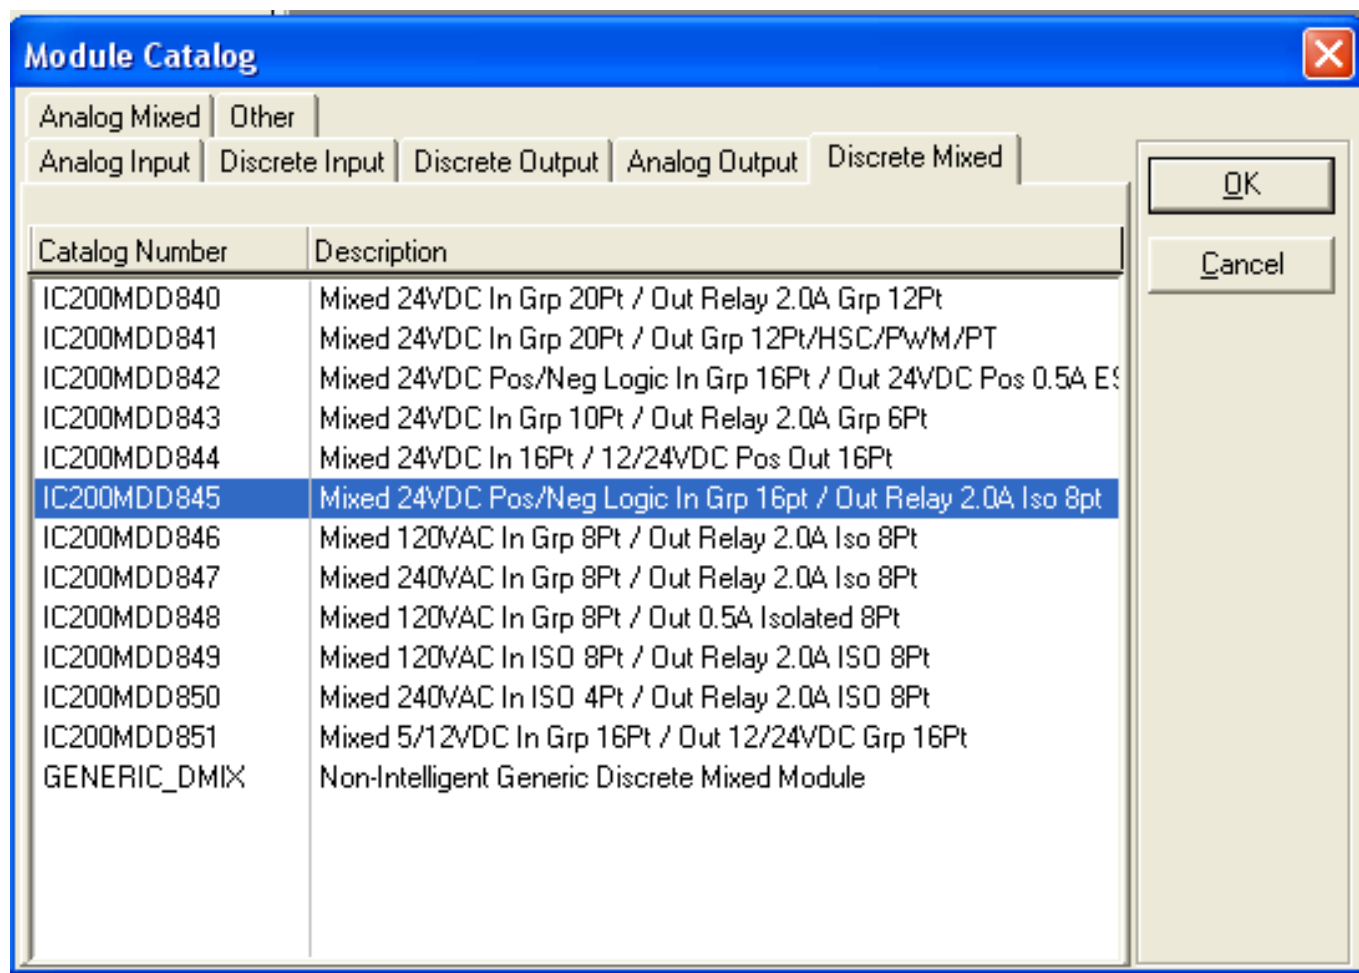 Module Catalog
Analog Mixed Other
Analog Input Discrete Input Discrete Output Analog Output Discrete Mixed
OK
Cancel
Catalog Number Description
IC200MDD840 Mixed 24VDC In Grp 20Pt / Out Relay 2.0A Grp 12Pt
IC200MDD841 Mixed 24VDC In Grp 20Pt / Out Grp 12Pt/HSC/PWM/PT
IC200MDD842 Mixed 24VDC Pos/Neg Logic In Grp 16Pt / Out 24VDC Pos 0.5A
IC200MDD843 Mixed 24VDC In Grp 10Pt / Out Relay 2.0A Grp 6Pt
IC200MDD844 Mixed 24VDC In 16Pt / 12/24VDC Pos Out 16Pt
IC200MDD845 Mixed 24VDC Pos/Neg Logic In Grp 16pt / Out Relay 2.0A Iso 8pt
IC200MDD846 Mixed 120VAC In Grp 8Pt / Out Relay 2.0A Iso 8Pt
IC200MDD847 Mixed 240VAC In Grp 8Pt / Out Relay 2.0A Iso 8Pt
IC200MDD848 Mixed 120VAC In Grp 8Pt / Out 0.5A Isolated 8Pt
IC200MDD849 Mixed 120VAC In ISO 8Pt / Out Relay 2.0A ISO 8Pt
IC200MDD850 Mixed 240VAC In ISO 4Pt / Out Relay 2.0A ISO 8Pt
IC200MDD851 Mixed 5/12VDC In Grp 16Pt / Out 12/24VDC Grp 16Pt
GENERIC_DMIX Non-Intelligent Generic Discrete Mixed Module